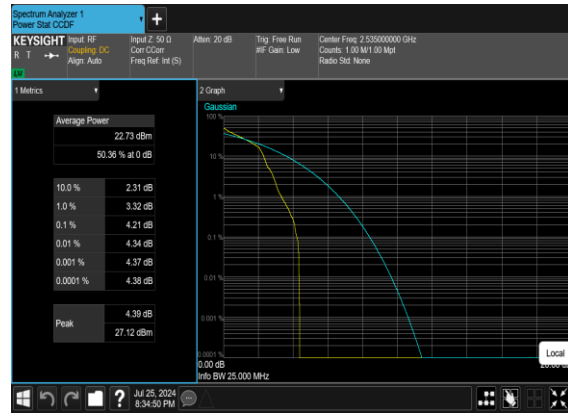 Spectrum Analyzer 1
Power Stat CCDF
+
KEYSIGHT
R T
LXI
Input: RF
Coupling: DC
Align: Auto
Input Z: 50 Ω
Corr CCorr
Freq Ref: Int (S)
Atten: 20 dB
Trig: Free Run
#IF Gain: Low
Center Freq: 2.535000000 GHz
Counts: 1.00 M/1.00 Mpt
Radio Std: None
1 Metrics
Average Power
22.73 dBm
50.36 % at 0 dB
10.0 % 2.31 dB
1.0 % 3.32 dB
0.1 % 4.21 dB
0.01 % 4.34 dB
0.001 % 4.37 dB
0.0001 % 4.38 dB
Peak 4.39 dB
27.12 dBm
2 Graph
Gaussian
100 %
10 %
1 %
0.1 %
0.01 %
0.001 %
0.0001 %
0.00 dB
Info BW 25.000 MHz
Local
?
Jul 25, 2024
8:34:50 PM